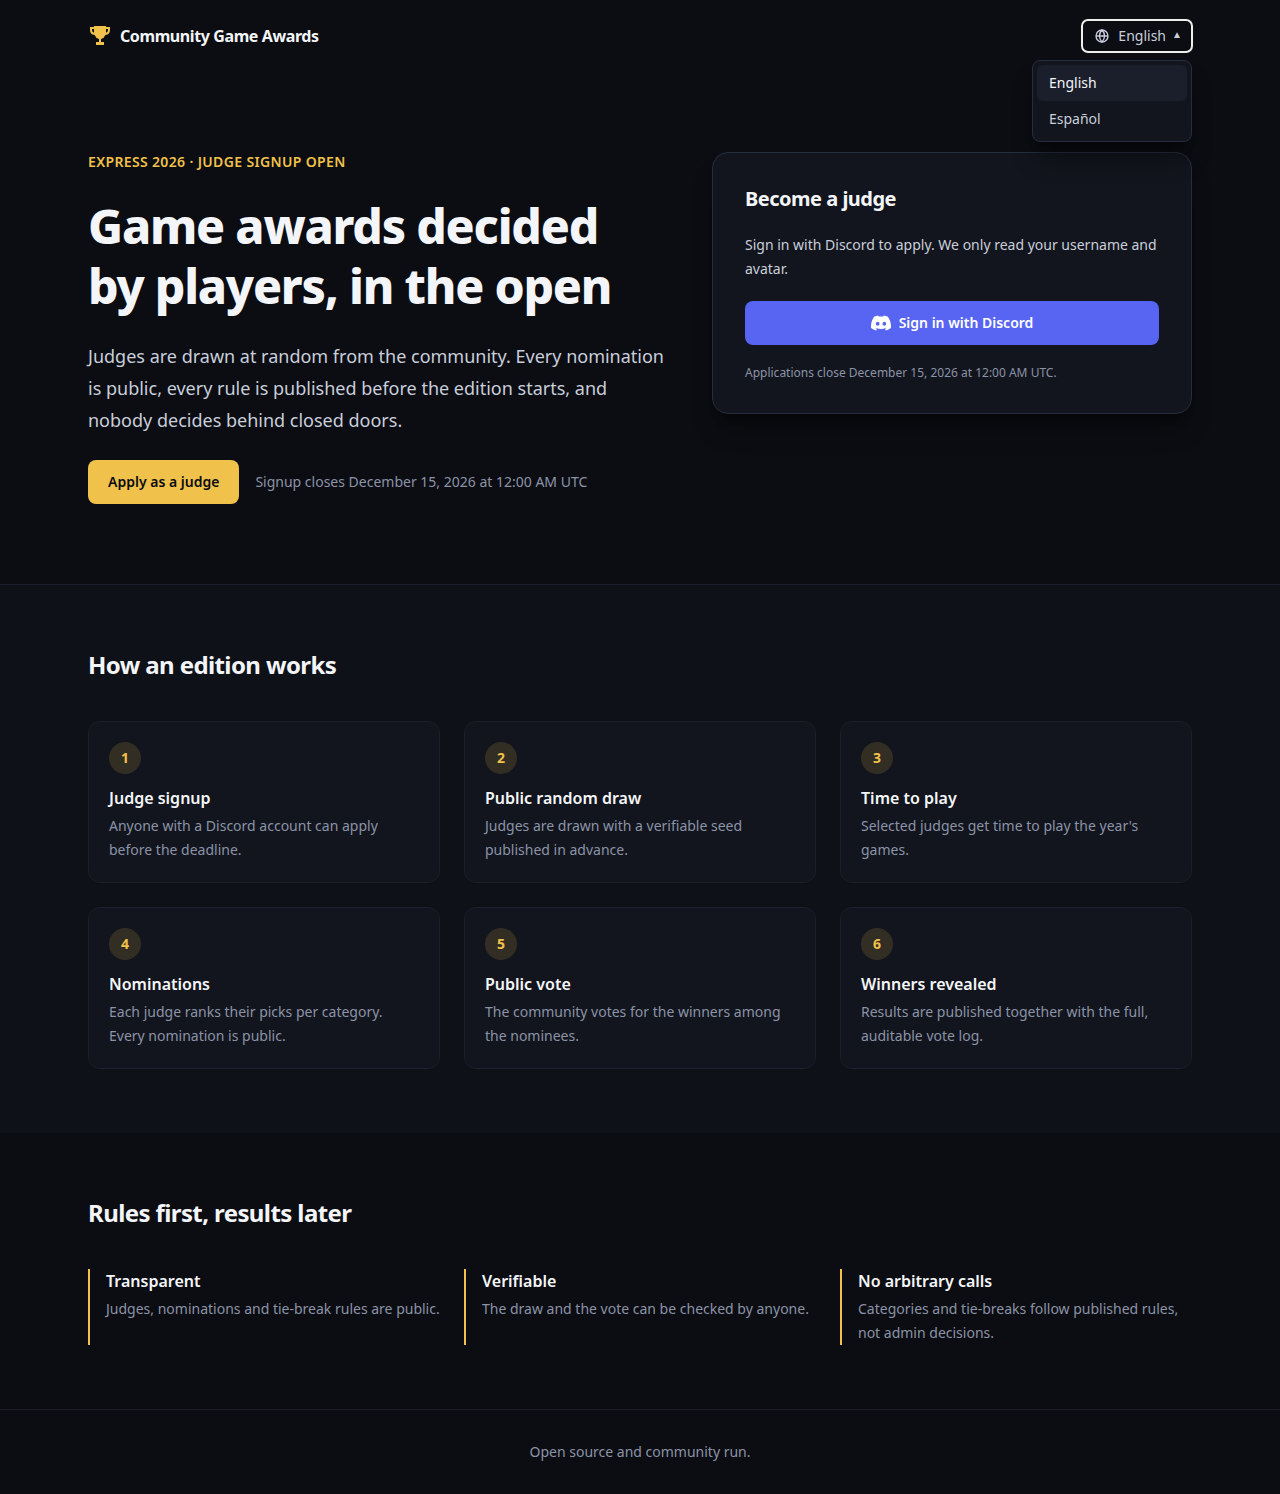 Community Game Awards
English
English
Español
EXPRESS 2026 · JUDGE SIGNUP OPEN
Game awards decided
by players, in the open
Judges are drawn at random from the community. Every nomination
is public, every rule is published before the edition starts, and
nobody decides behind closed doors.
Apply as a judge
Signup closes December 15, 2026 at 12:00 AM UTC
Become a judge
Sign in with Discord to apply. We only read your username and
avatar.
Sign in with Discord
Applications close December 15, 2026 at 12:00 AM UTC.
How an edition works
1
Judge signup
Anyone with a Discord account can apply
before the deadline.
2
Public random draw
Judges are drawn with a verifiable seed
published in advance.
3
Time to play
Selected judges get time to play the year's
games.
4
Nominations
Each judge ranks their picks per category.
Every nomination is public.
5
Public vote
The community votes for the winners among
the nominees.
6
Winners revealed
Results are published together with the full,
auditable vote log.
Rules first, results later
Transparent
Judges, nominations and tie-break rules are public.
Verifiable
The draw and the vote can be checked by anyone.
No arbitrary calls
Categories and tie-breaks follow published rules,
not admin decisions.
Open source and community run.